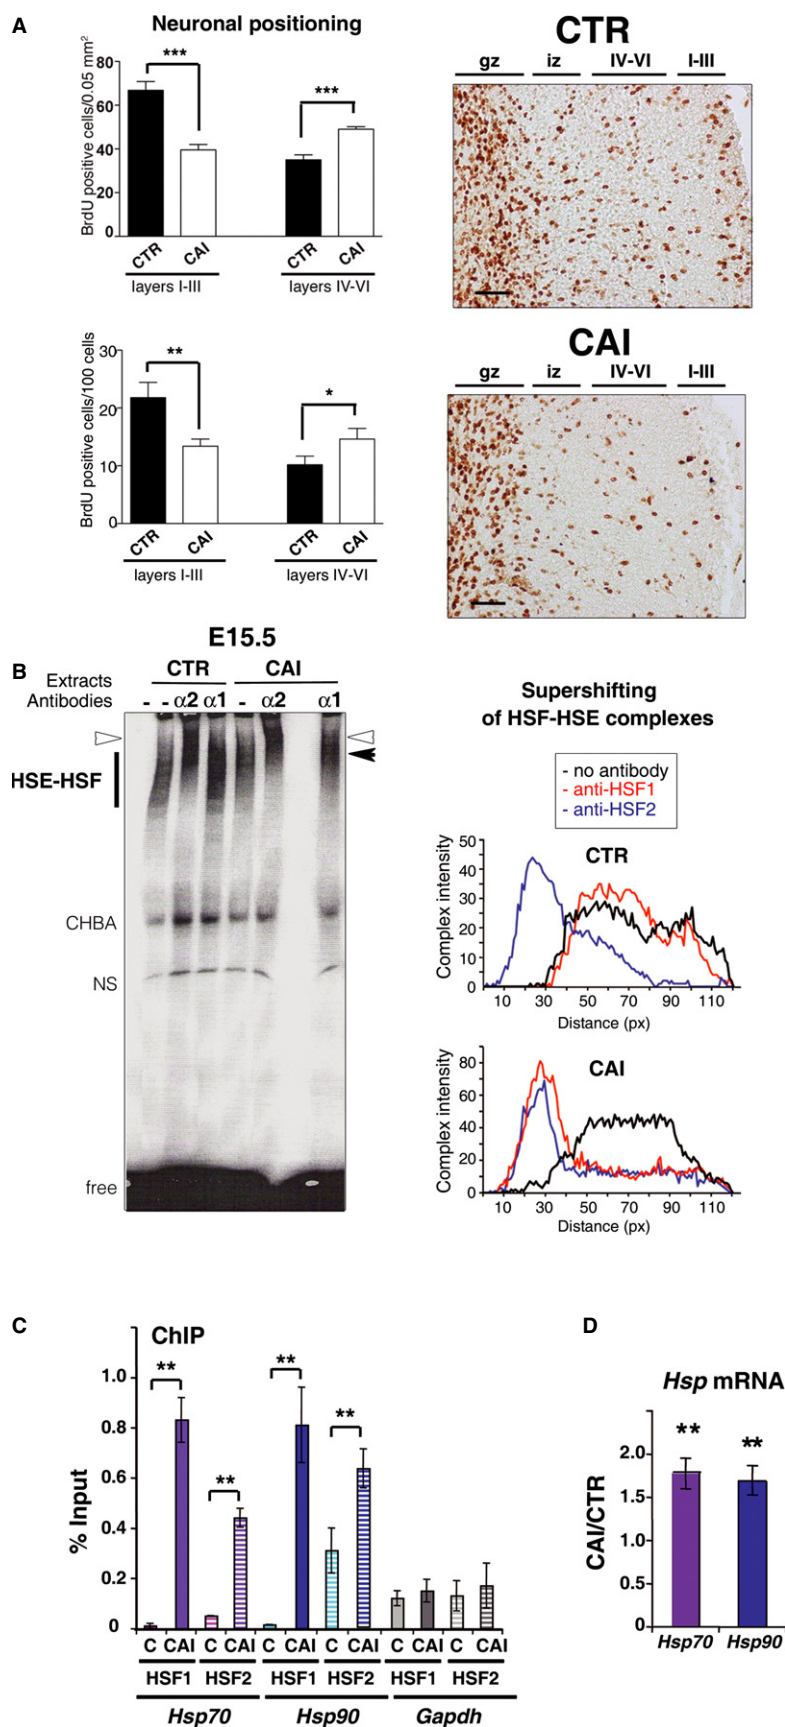 A
Neuronal positioning
BrdU positive cells/0.05 mm²
80
60
40
20
0
***
***
CTR
CAI
CTR
CAI
layers I-III
layers IV-VI
BrdU positive cells/100 cells
30
20
10
0
**
*
CTR
CAI
CTR
CAI
layers I-III
layers IV-VI
CTR
gz iz IV-VI I-III
CAI
gz iz IV-VI I-III
B
E15.5
Extracts CTR CAI
Antibodies - - α2 α1 - α2 α1
HSE-HSF
CHBA
NS
free
Supershifting
of HSF-HSE complexes
- no antibody
- anti-HSF1
- anti-HSF2
CTR
Complex intensity
50
40
30
20
10
0
10 30 50 70 90 110
Distance (px)
CAI
Complex intensity
80
60
40
20
0
10 30 50 70 90 110
Distance (px)
C
ChIP
% Input
1.0
0.8
0.6
0.4
0.2
0
**
**
**
**
C CAI C CAI C CAI C CAI C CAI C CAI
HSF1 HSF2 HSF1 HSF2 HSF1 HSF2
Hsp70 Hsp90 Gapdh
D
Hsp mRNA
CAI/CTR
2.0
1.5
1.0
0.5
0
**
**
Hsp70 Hsp90